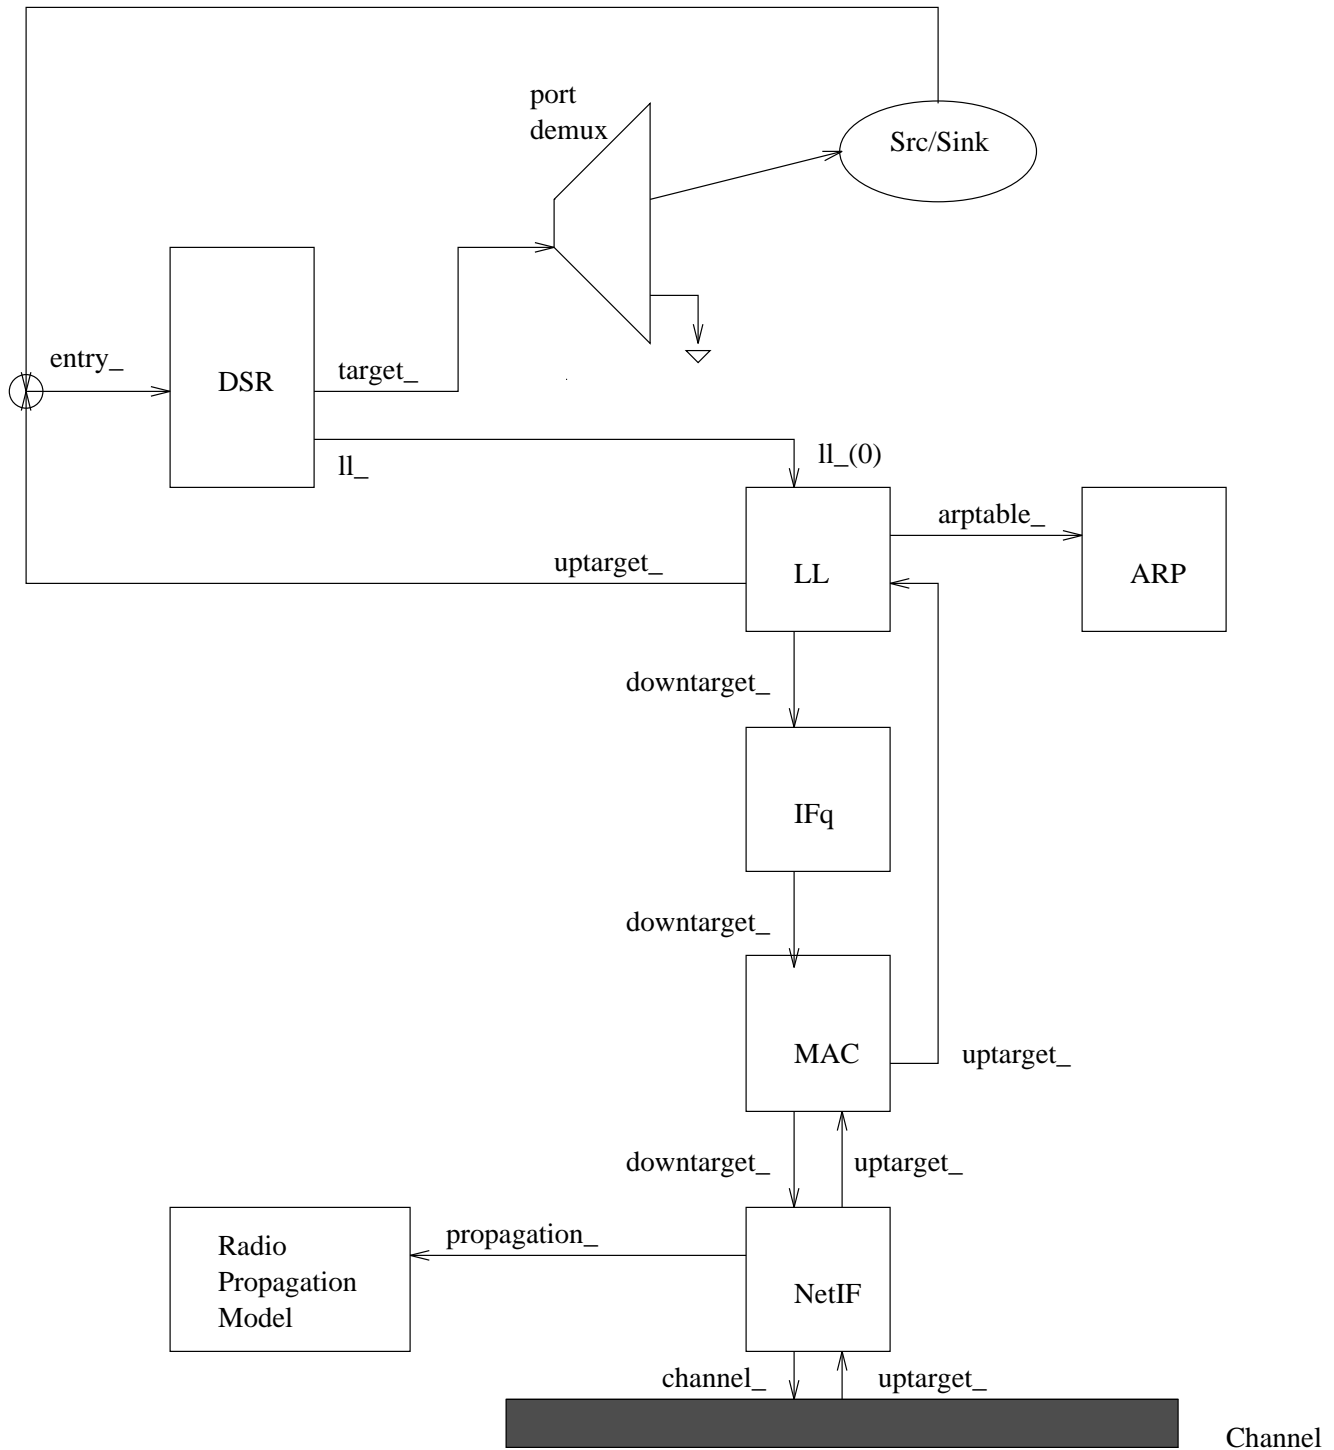 port
demux
Src/Sink
entry_
DSR
target_
ll_
ll_(0)
arptable_
uptarget_
LL
ARP
downtarget_
IFq
downtarget_
MAC
uptarget_
downtarget_
uptarget_
propagation_
Radio
Propagation
Model
NetIF
channel_
uptarget_
Channel